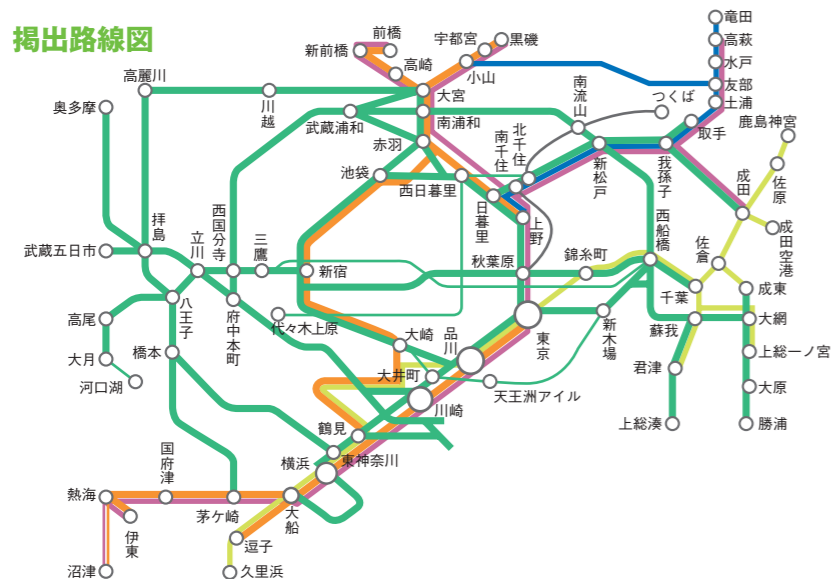 掲出路線図
前橋
新前橋
高崎
宇都宮
黒磯
小山
竜田
高萩
水戸
友部
土浦
高麗川
川越
奥多摩
大宮
南浦和
武蔵浦和
赤羽
池袋
西日暮里
日暮里
南千住
北千住
南流山
つくば
新松戸
我孫子
取手
鹿島神宮
佐原
成田
成田空港
佐倉
上野
秋葉原
錦糸町
西船橋
千葉
成東
大網
蘇我
上総一ノ宮
大原
勝浦
君津
上総湊
拝島
武蔵五日市
立川
西国分寺
三鷹
新宿
府中本町
代々木上原
八王子
高尾
大月
河口湖
橋本
大崎
品川
東京
新木場
大井町
天王洲アイル
川崎
鶴見
横浜
東神奈川
国府津
熱海
伊東
沼津
茅ケ崎
大船
逗子
久里浜